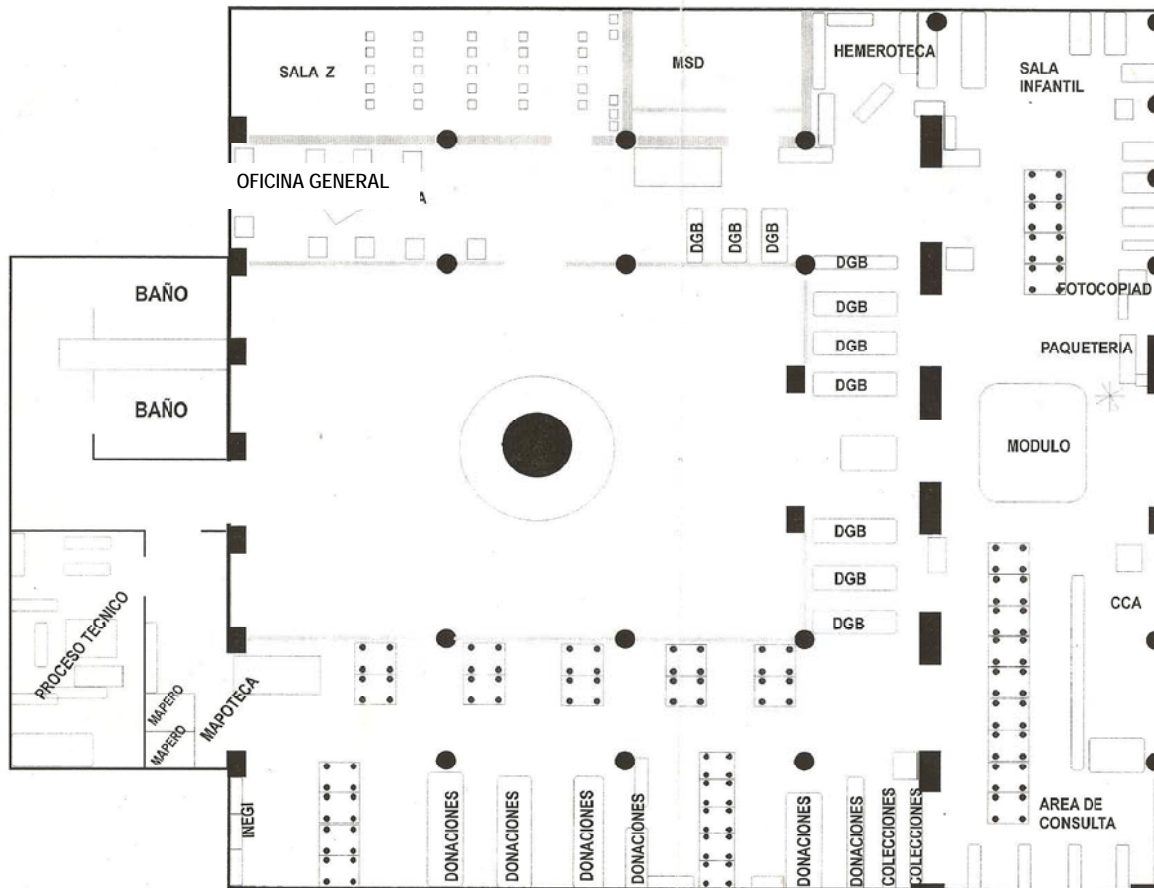 SALA Z
MSD
HEMEROTECA
SALA
INFANTIL
OFICINA GENERAL
A
DGB
DGB
DGB
DGB
DGB
DGB
DGB
BAÑO
BAÑO
FOTOCOPIAD
PAQUETERIA
MODULO
DGB
DGB
DGB
CCA
PROCESO TECNICO
MAPERO
MAPERO
MAPOTECA
INEGI
DONACIONES
DONACIONES
DONACIONES
DONACIONES
DONACIONES
DONACIONES
COLECCIONES
COLECCIONES
AREA DE
CONSULTA